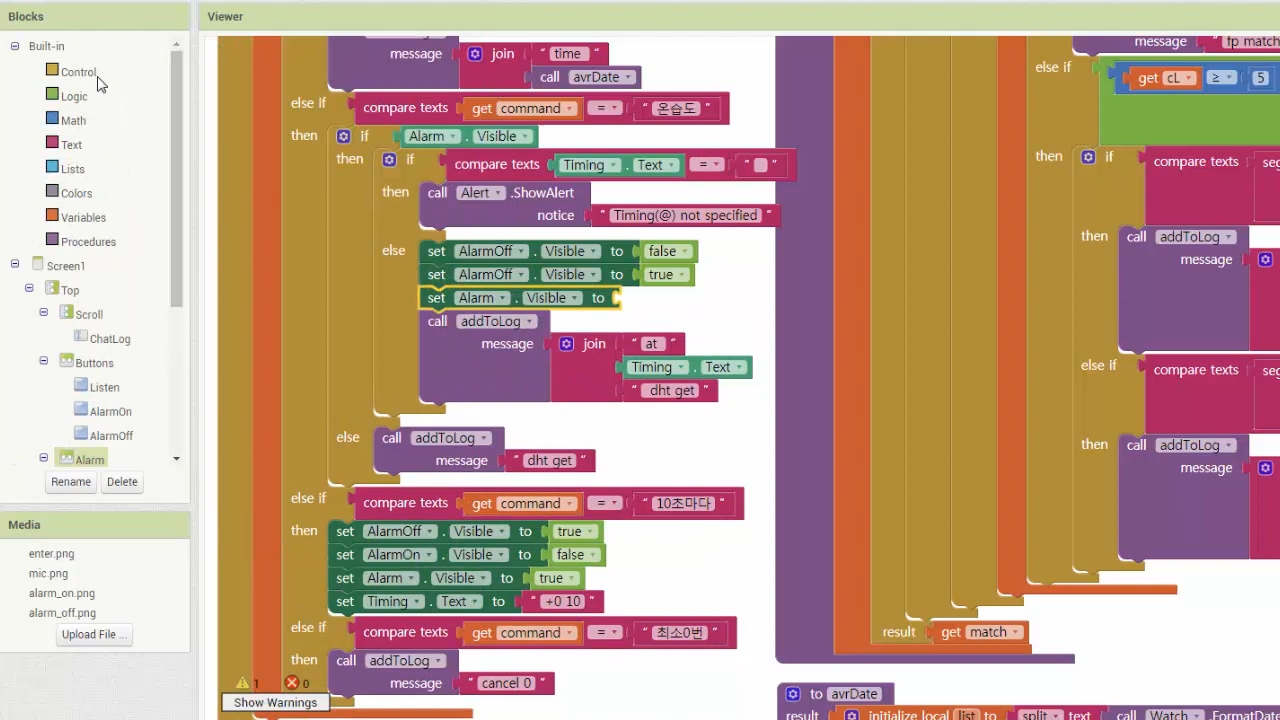 Blocks
Viewer
Built-in
Control
Logic
Math
Text
Lists
Colors
Variables
Procedures
Screen1
Top
Scroll
ChatLog
Buttons
Listen
AlarmOn
AlarmOff
Alarm
Rename
Delete
Media
enter.png
mic.png
alarm_on.png
alarm_off.png
Upload File ...
message join " time "
call avrDate
else if compare texts get command = " 온습도 "
then if Alarm . Visible
then if compare texts Timing . Text = " "
then call Alert .ShowAlert
notice " Timing(@) not specified "
else set AlarmOff . Visible to false
set AlarmOff . Visible to true
set Alarm . Visible to
call addToLog
message join " at "
Timing . Text
" dht get "
else call addToLog
message " dht get "
else if compare texts get command = " 10초마다 "
then set AlarmOff . Visible to true
set AlarmOn . Visible to false
set Alarm . Visible to true
set Timing . Text to " +0 10 "
else if compare texts get command = " 최소0번 "
then call addToLog
message " cancel 0 "
1 0
Show Warnings
message " fp match
else if get cL ≥ 5
then if compare texts seg
then call addToLog
message
else if compare texts seg
then call addToLog
message
result get match
to avrDate
result initialize local list to split text call Watch .FormatDa